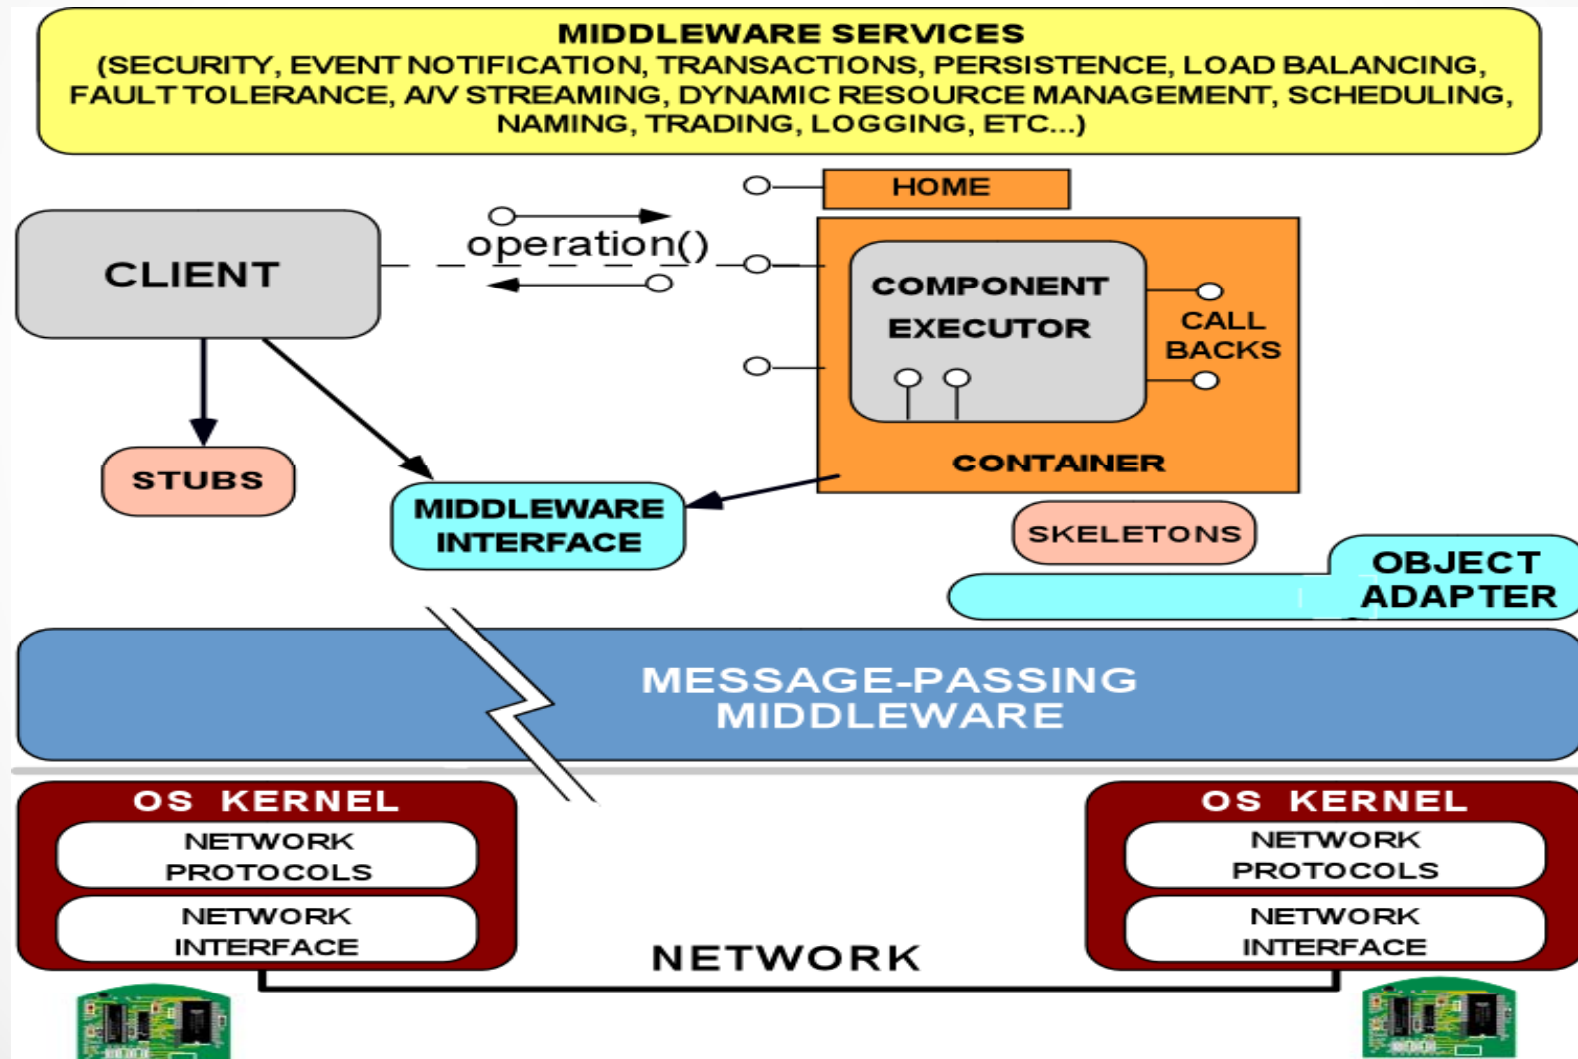 MIDDLEWARE SERVICES
(SECURITY, EVENT NOTIFICATION, TRANSACTIONS, PERSISTENCE, LOAD BALANCING,
FAULT TOLERANCE, A/V STREAMING, DYNAMIC RESOURCE MANAGEMENT, SCHEDULING,
NAMING, TRADING, LOGGING, ETC...)
HOME
CLIENT
operation()
COMPONENT
EXECUTOR
CALL
BACKS
CONTAINER
STUBS
MIDDLEWARE
INTERFACE
SKELETONS
OBJECT
ADAPTER
MESSAGE-PASSING
MIDDLEWARE
OS KERNEL
NETWORK
PROTOCOLS
NETWORK
INTERFACE
NETWORK
OS KERNEL
NETWORK
PROTOCOLS
NETWORK
INTERFACE